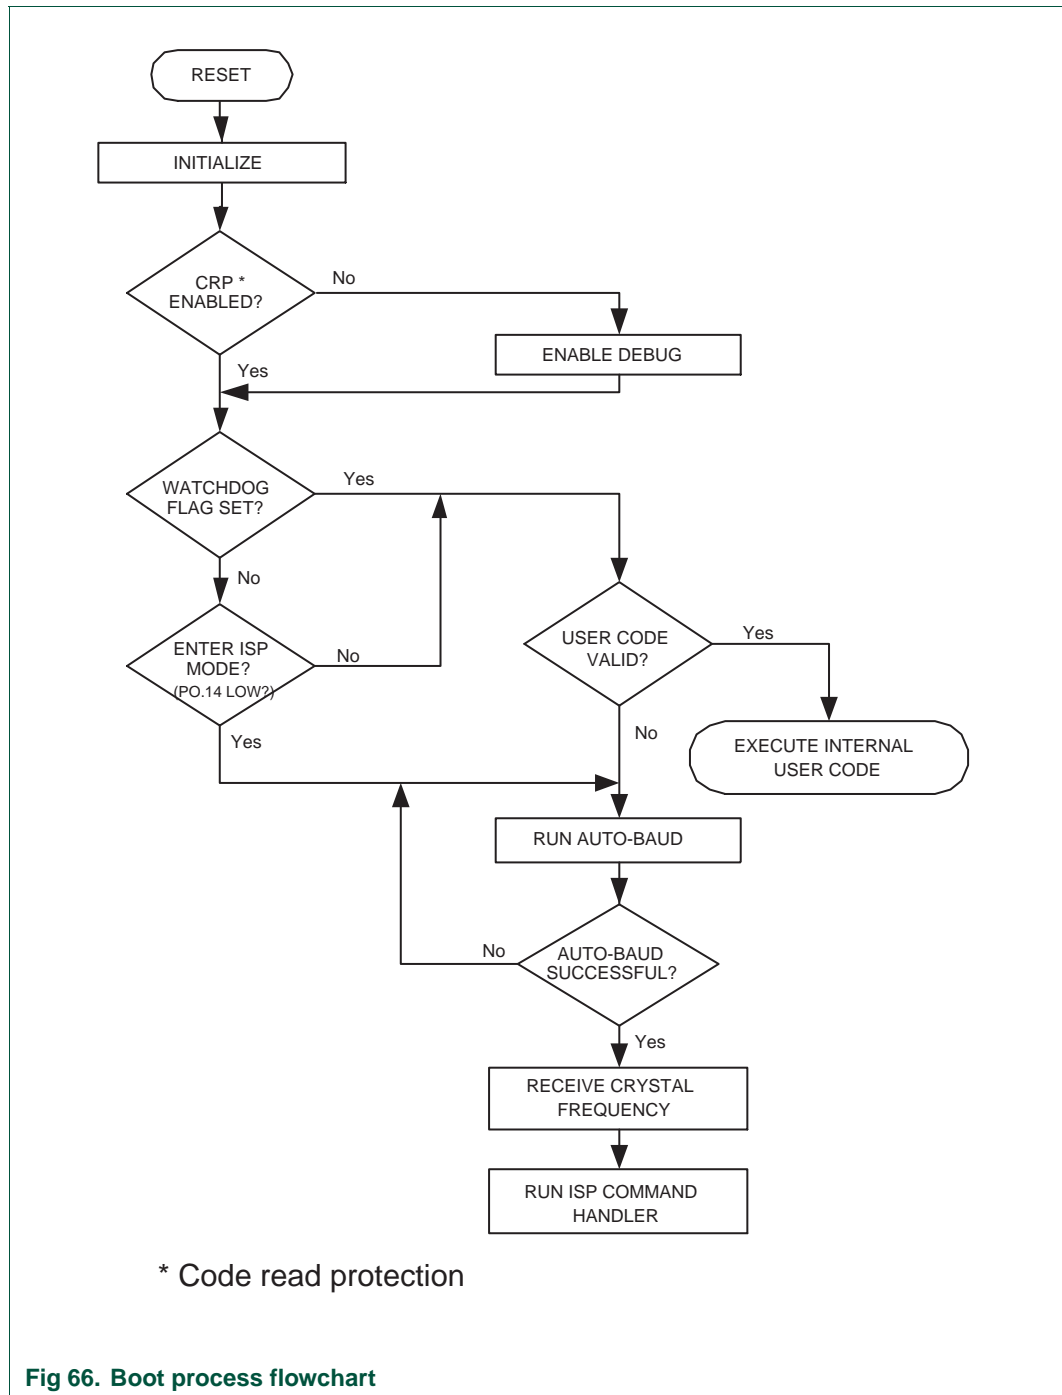 RESET
INITIALIZE
CRP *
ENABLED?
No
ENABLE DEBUG
Yes
WATCHDOG
FLAG SET?
Yes
No
ENTER ISP
MODE?
(PO.14 LOW?)
No
USER CODE
VALID?
Yes
Yes
No
EXECUTE INTERNAL
USER CODE
RUN AUTO-BAUD
No
AUTO-BAUD
SUCCESSFUL?
Yes
RECEIVE CRYSTAL
FREQUENCY
RUN ISP COMMAND
HANDLER
* Code read protection
Fig 66. Boot process flowchart